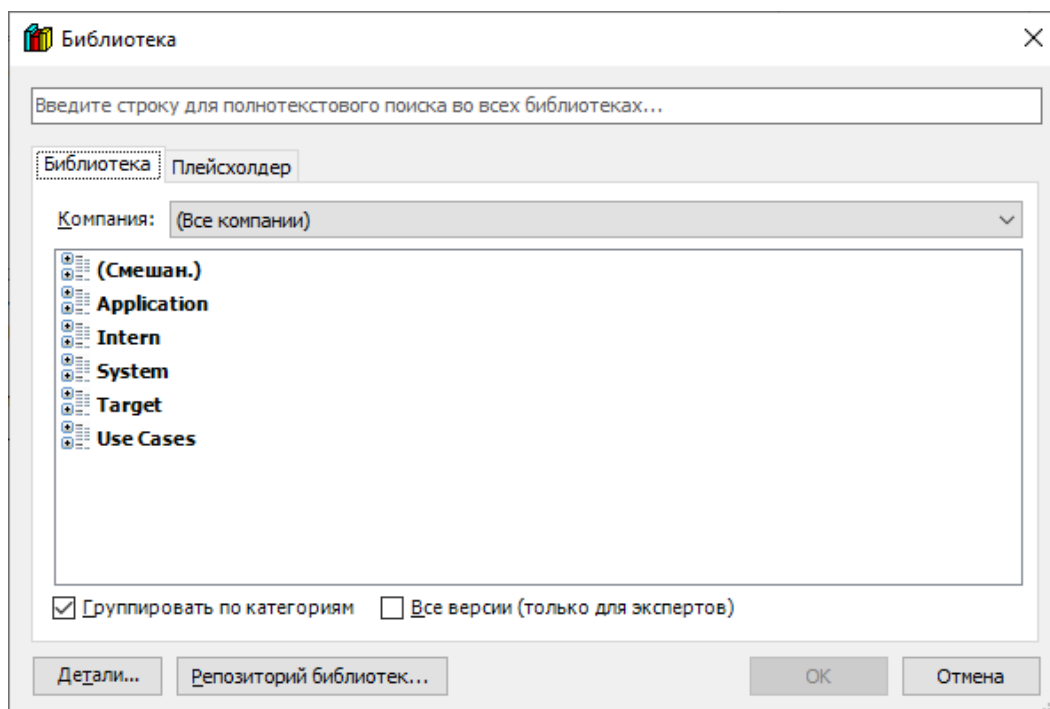 Библиотека
Введите строку для полнотекстового поиска во всех библиотеках...
Библиотека Плейсхолдер
Компания: (Все компании)
(Смешан.)
Application
Intern
System
Target
Use Cases
Группировать по категориям Все версии (только для экспертов)
Детали... Репозиторий библиотек... OK Отмена